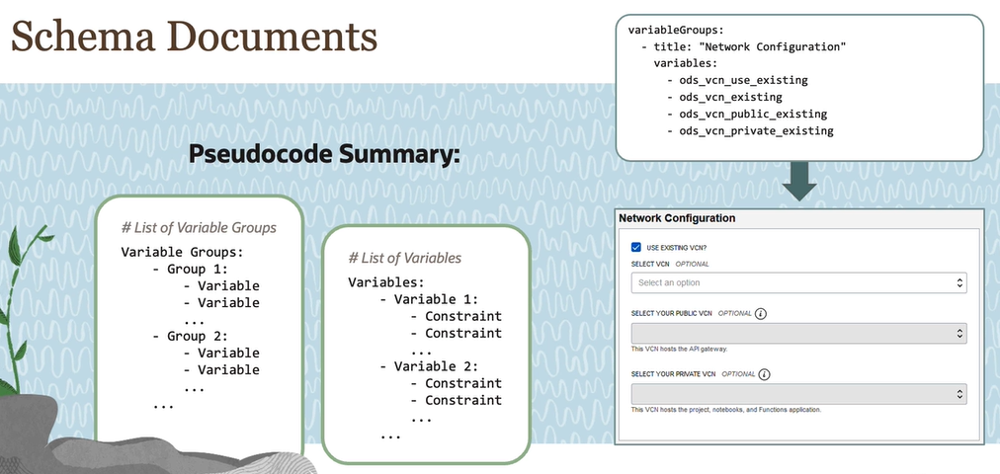 Schema Documents
Pseudocode Summary:
# List of Variable Groups
Variable Groups:
- Group 1:
- Variable
- Variable
...
- Group 2:
- Variable
- Variable
...
...
# List of Variables
Variables:
- Variable 1:
- Constraint
- Constraint
...
- Variable 2:
- Constraint
- Constraint
...
...
variableGroups:
- title: "Network Configuration"
variables:
- ods_vcn_use_existing
- ods_vcn_existing
- ods_vcn_public_existing
- ods_vcn_private_existing
Network Configuration
USE EXISTING VCN?
SELECT VCN OPTIONAL
Select an option
SELECT YOUR PUBLIC VCN OPTIONAL i
This VCN hosts the API gateway.
SELECT YOUR PRIVATE VCN OPTIONAL i
This VCN hosts the project, notebooks, and Functions application.